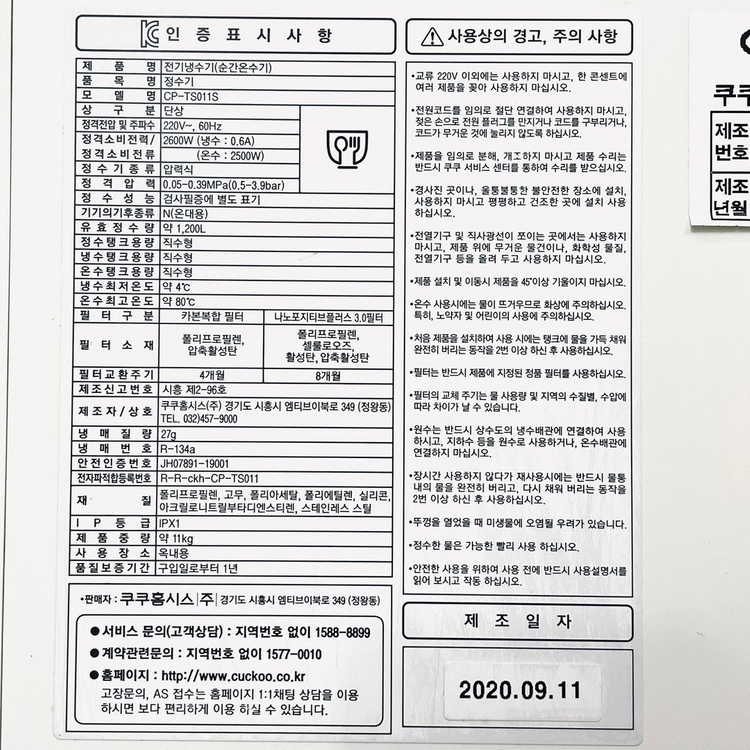 인증표시사항
제품명 전기냉수기(순간온수기)
품목명 정수기
모델명 CP-TS011S
상구분 단상
정격전압 및 주파수 220V~, 60Hz
정격소비전력/ 2600W (냉수 : 0.6A)
정격소비전류 (온수 : 2500W)
정수기종류 압력식
정격압력 0.05-0.39MPa(0.5-3.9bar)
정수성능 검사필증에 별도 표기
기기의기후종류 N(온대용)
유효정수량 약 1,200L
정수탱크용량 직수형
냉수탱크용량 직수형
온수탱크용량 직수형
냉수최저온도 약 4℃
온수최고온도 약 80℃
필터구분 카본복합 필터 나노포지티브플러스 3.0필터
필터소재 폴리프로필렌, 압축활성탄 폴리프로필렌, 셀룰로오즈, 활성탄, 압축활성탄
필터교환주기 4개월 8개월
제조신고번호 시흥 제2-96호
제조자/상호 쿠쿠홈시스(주) 경기도 시흥시 엠티브이북로 349 (정왕동)
TEL. 032)457-9000
냉매질량 27g
냉매번호 R-134a
안전인증번호 JH07891-19001
전자파적합등록번호 R-R-ckh-CP-TS011
재질 폴리프로필렌, 고무, 폴리아세탈, 폴리에틸렌, 실리콘,
아크릴로니트릴부타디엔스티렌, 스테인레스 스틸
IP등급 IPX1
제품중량 약 11kg
사용장소 옥내용
품질보증기간 구입일로부터 1년
•판매자 : 쿠쿠홈시스(주) 경기도 시흥시 엠티브이북로 349 (정왕동)
●서비스 문의(고객상담) : 지역번호 없이 1588-8899
●계약관련문의 : 지역번호 없이 1577-0010
●홈페이지 : http://www.cuckoo.co.kr
고장문의, AS 접수는 홈페이지 1:1채팅 상담을 이용
하시면 보다 편리하게 이용 하실 수 있습니다.
사용상의 경고, 주의 사항
•교류 220V 이외에는 사용하지 마시고, 한 콘센트에
여러 제품을 꽂아 사용하지 마십시요.
•전원코드를 임의로 절단 연결하여 사용하지 마시고,
젖은 손으로 전원 플러그를 만지거나 코드를 구부리거나,
코드가 무거운 것에 눌리지 않도록 하십시오.
•제품을 임의로 분해, 개조하지 마시고 제품 수리는
반드시 쿠쿠 서비스 센터를 통하여 수리를 받으십시오.
•경사진 곳이나, 울퉁불퉁한 불안전한 장소에 설치,
사용하지 마시고 평평하고 건조한 곳에 설치 사용
하십시오.
•전열기구 및 직사광선이 쪼이는 곳에서는 사용하지
마시고, 제품 위에 무거운 물건이나, 화학성 물질,
전열기구 등을 올려 두고 사용하지 마십시오.
•제품 설치 및 이동시 제품을 45°이상 기울이지 마십시오.
•온수 사용시에는 물이 뜨거우므로 화상에 주의하십시오.
특히, 노약자 및 어린이의 사용에 주의하십시오.
•처음 제품을 설치하여 사용 시에는 탱크에 물을 가득 채워
완전히 버리는 동작을 2번 이상 하신 후 사용하십시오.
•필터는 반드시 제품에 지정된 정품 필터를 사용하십시오.
•필터의 교체 주기는 물 사용량 및 지역의 수질별, 수압에
따라 차이가 날 수 있습니다.
•원수는 반드시 상수도의 냉수배관에 연결하여 사용
하시고, 지하수 등을 원수로 사용하거나, 온수배관에
연결하지 마십시오.
•장시간 사용하지 않다가 재사용시에는 반드시 물통
내의 물을 완전히 버리고, 다시 채워 버리는 동작을
2번 이상 하신 후 사용하십시오.
•뚜껑을 열었을 때 미생물에 오염될 우려가 있습니다.
•정수한 물은 가능한 빨리 사용 하십시오.
•안전한 사용을 위하여 사용 전에 반드시 사용설명서를
읽어 보시고 작동 하십시오.
제조일자
2020.09.11
쿠쿠
제조
번호
제조
년월